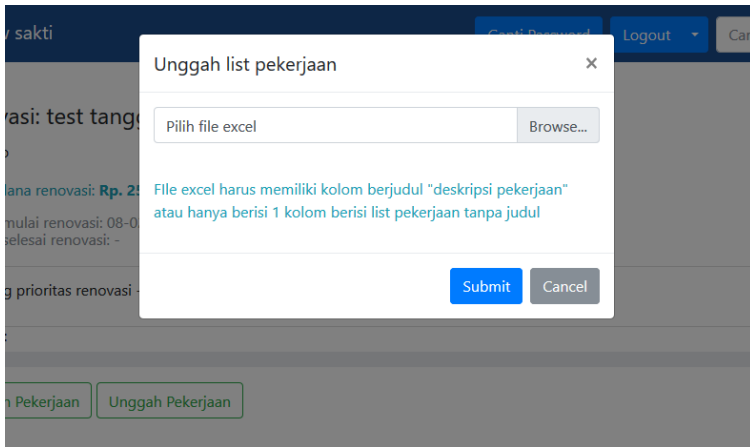 sakti
Ganti Password
Logout
Unggah list pekerjaan
×
asi: test tangg
Pilih file excel
Browse...
ana renovasi: Rp. 25
FIle excel harus memiliki kolom berjudul "deskripsi pekerjaan"
atau hanya berisi 1 kolom berisi list pekerjaan tanpa judul
mulai renovasi: 08-0
selesai renovasi: -
g prioritas renovasi -
Submit
Cancel
Pekerjaan
Unggah Pekerjaan